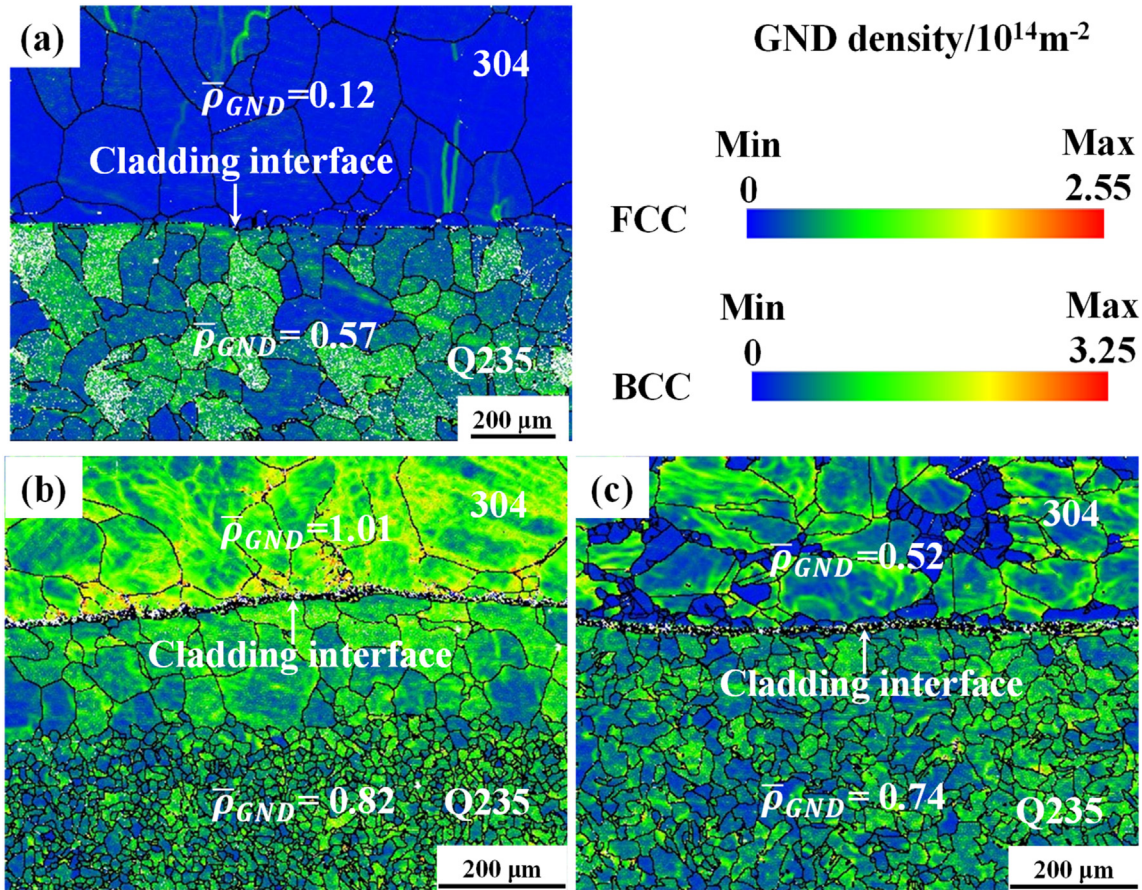 (a)
304
ρ̅GND=0.12
Cladding interface
ρ̅GND= 0.57
Q235
200 μm
GND density/10¹⁴m⁻²
Min Max
0 2.55
FCC
Min Max
0 3.25
BCC
(b)
304
ρ̅GND=1.01
Cladding interface
ρ̅GND= 0.82
Q235
200 μm
(c)
304
ρ̅GND=0.52
Cladding interface
ρ̅GND= 0.74
Q235
200 μm